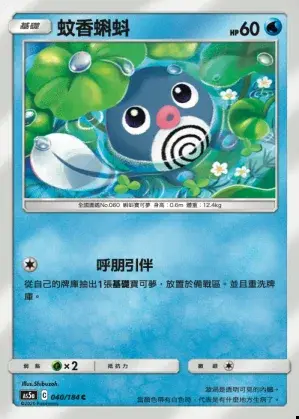 基礎 蚊香蝌蚪 HP60
全國圖鑑No.060 蝌蚪寶可夢 身高：0.6m 體重：12.4kg
呼朋引伴
從自己的牌庫抽出1張基礎寶可夢，放置於備戰區。並且重洗牌庫。
弱點 ×2 抵抗力 撤退
Illus.Shibuzoh.
AS5a C 040/184 C